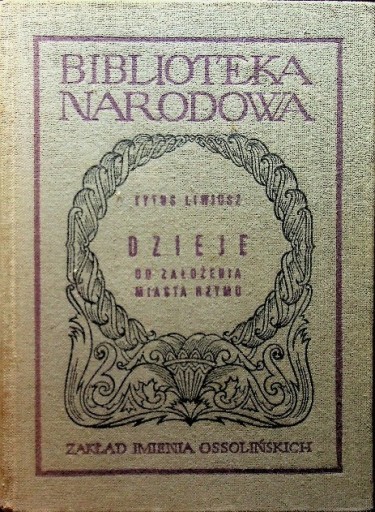 BIBLIOTEKA
NARODOWA
TYTUS LIWIUSZ
DZIEJE
OD ZAŁOŻENIA
MIASTA RZYMU
ZAKŁAD IMIENIA OSSOLIŃSKICH